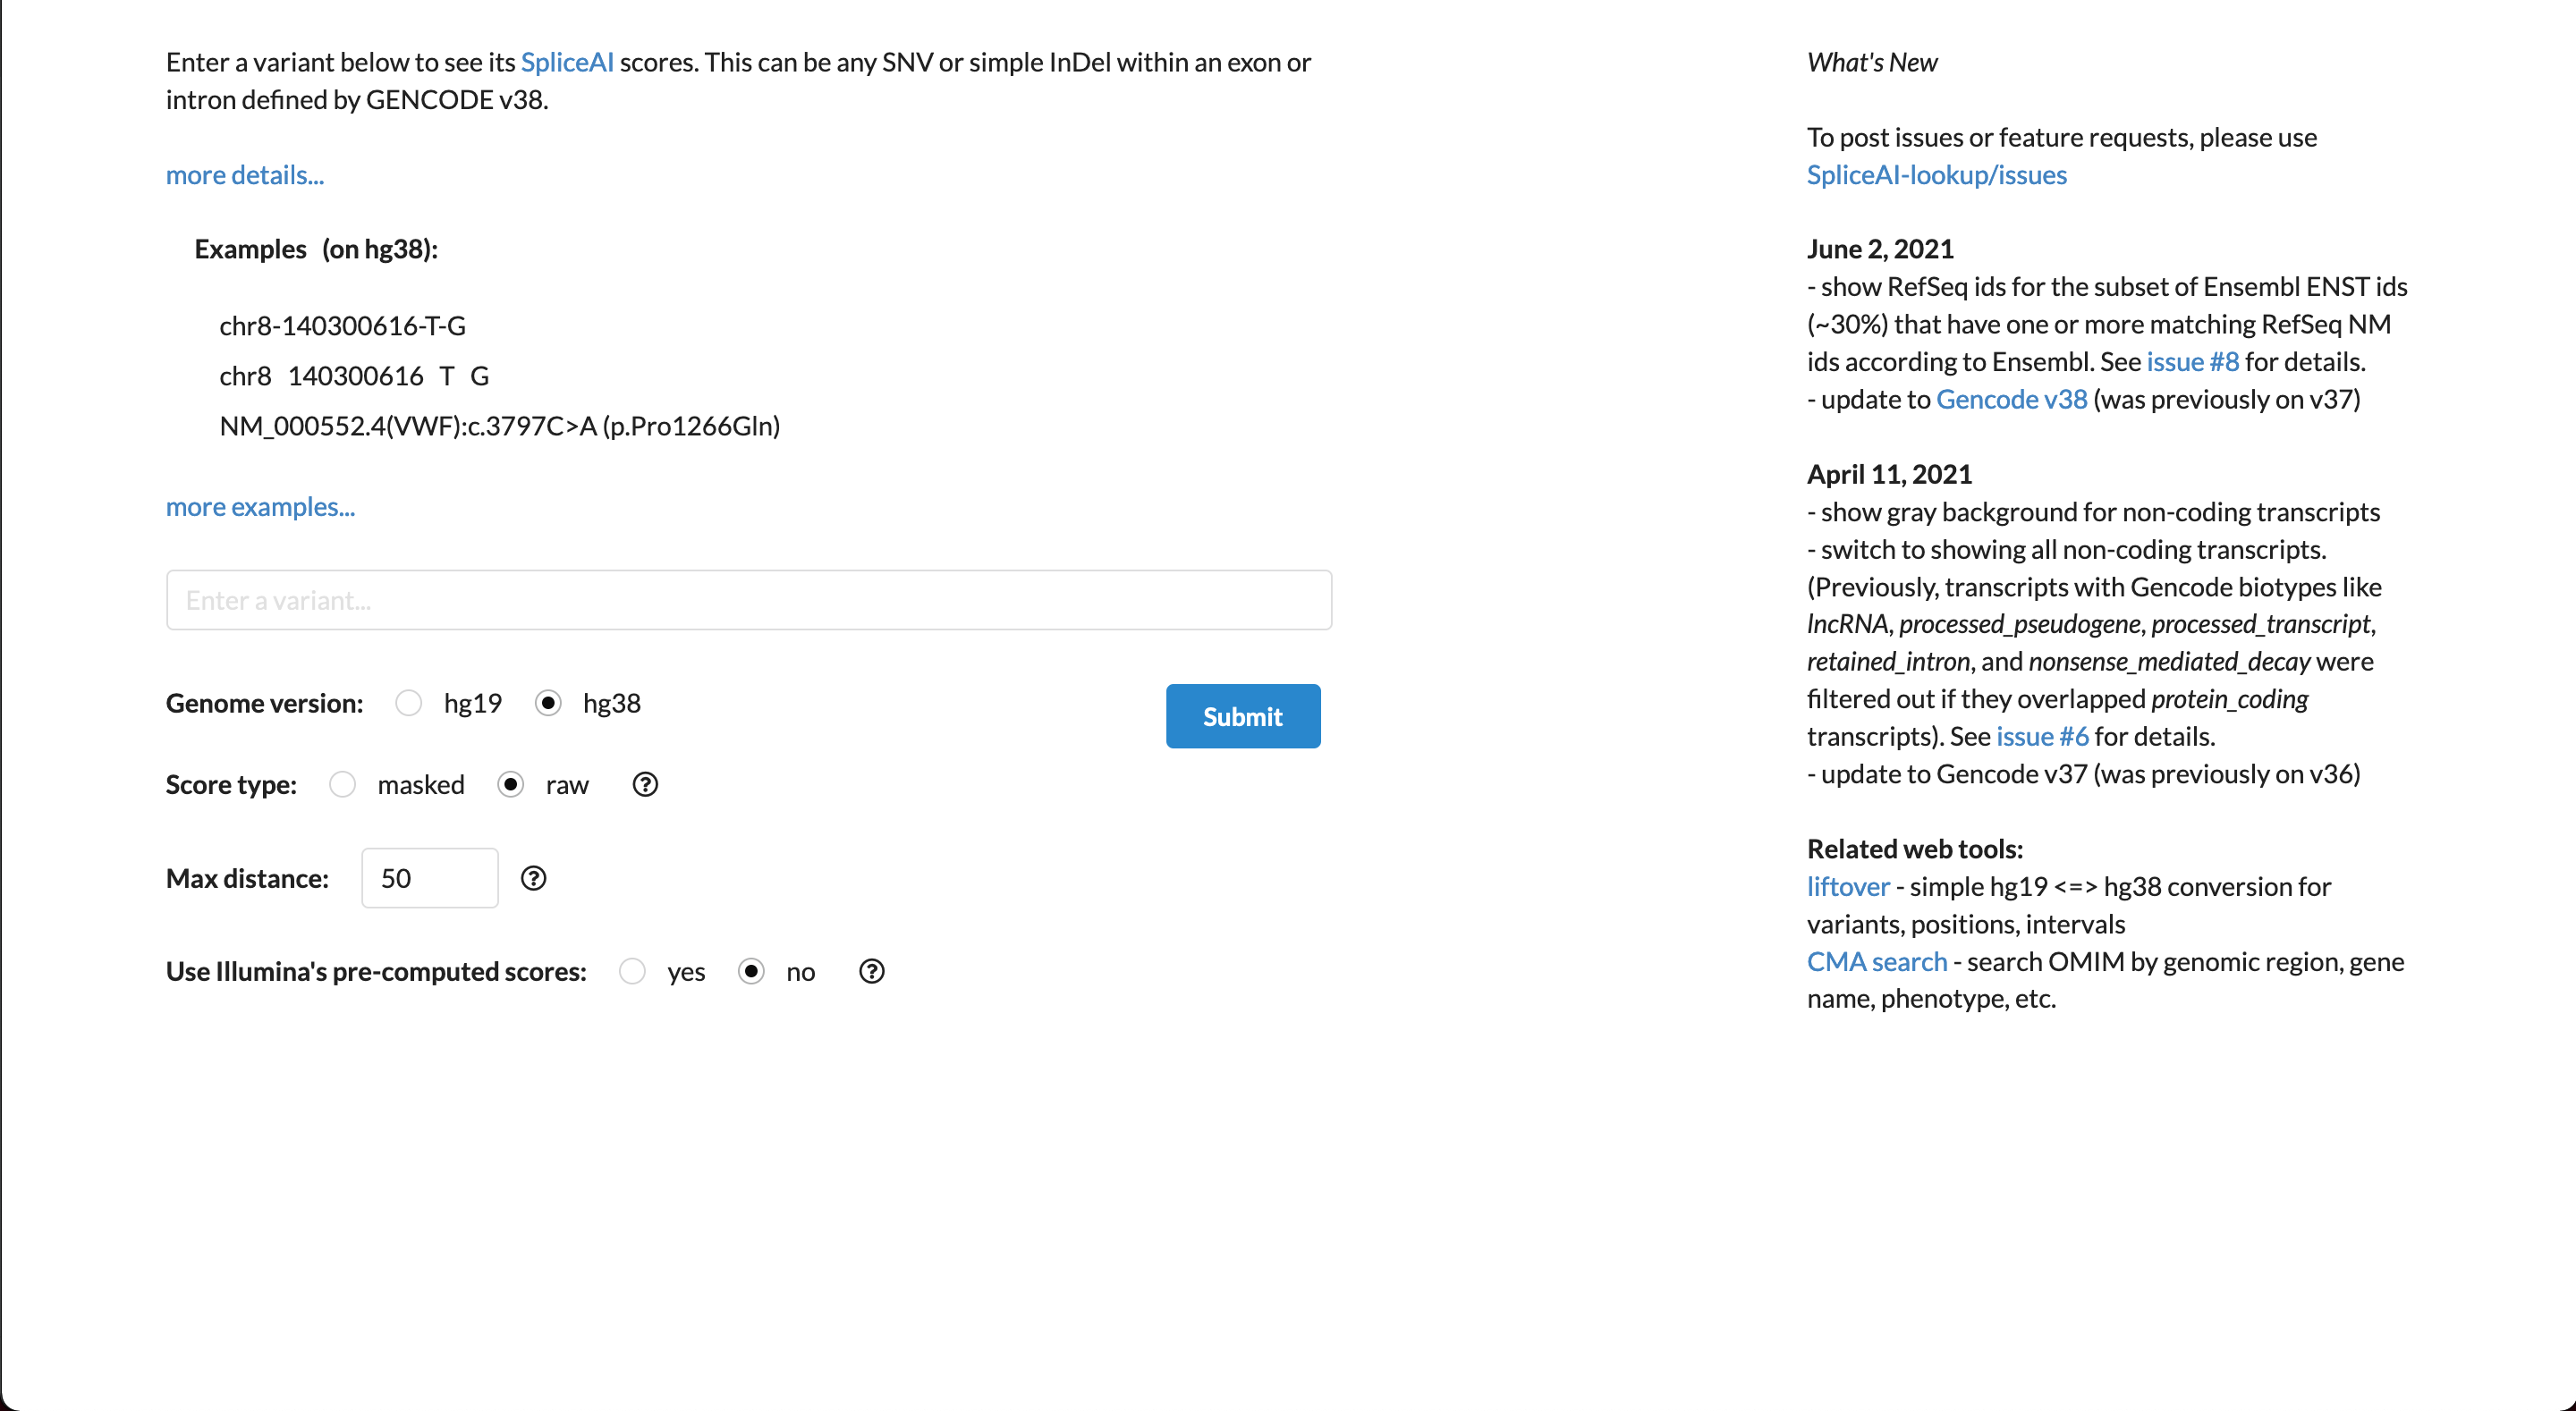 Enter a variant below to see its SpliceAI scores. This can be any SNV or simple InDel within an exon or
intron defined by GENCODE v38.
more details...
Examples (on hg38):
chr8-140300616-T-G
chr8 140300616 T G
NM_000552.4(VWF):c.3797C>A (p.Pro1266Gln)
more examples...
Enter a variant...
Genome version: hg19 hg38
Submit
Score type: masked raw ?
Max distance: 50 ?
Use Illumina's pre-computed scores: yes no ?
What's New
To post issues or feature requests, please use
SpliceAI-lookup/issues
June 2, 2021
- show RefSeq ids for the subset of Ensembl ENST ids
(~30%) that have one or more matching RefSeq NM
ids according to Ensembl. See issue #8 for details.
- update to Gencode v38 (was previously on v37)
April 11, 2021
- show gray background for non-coding transcripts
- switch to showing all non-coding transcripts.
(Previously, transcripts with Gencode biotypes like
lncRNA, processed_pseudogene, processed_transcript,
retained_intron, and nonsense_mediated_decay were
filtered out if they overlapped protein_coding
transcripts). See issue #6 for details.
- update to Gencode v37 (was previously on v36)
Related web tools:
liftover - simple hg19 <=> hg38 conversion for
variants, positions, intervals
CMA search - search OMIM by genomic region, gene
name, phenotype, etc.